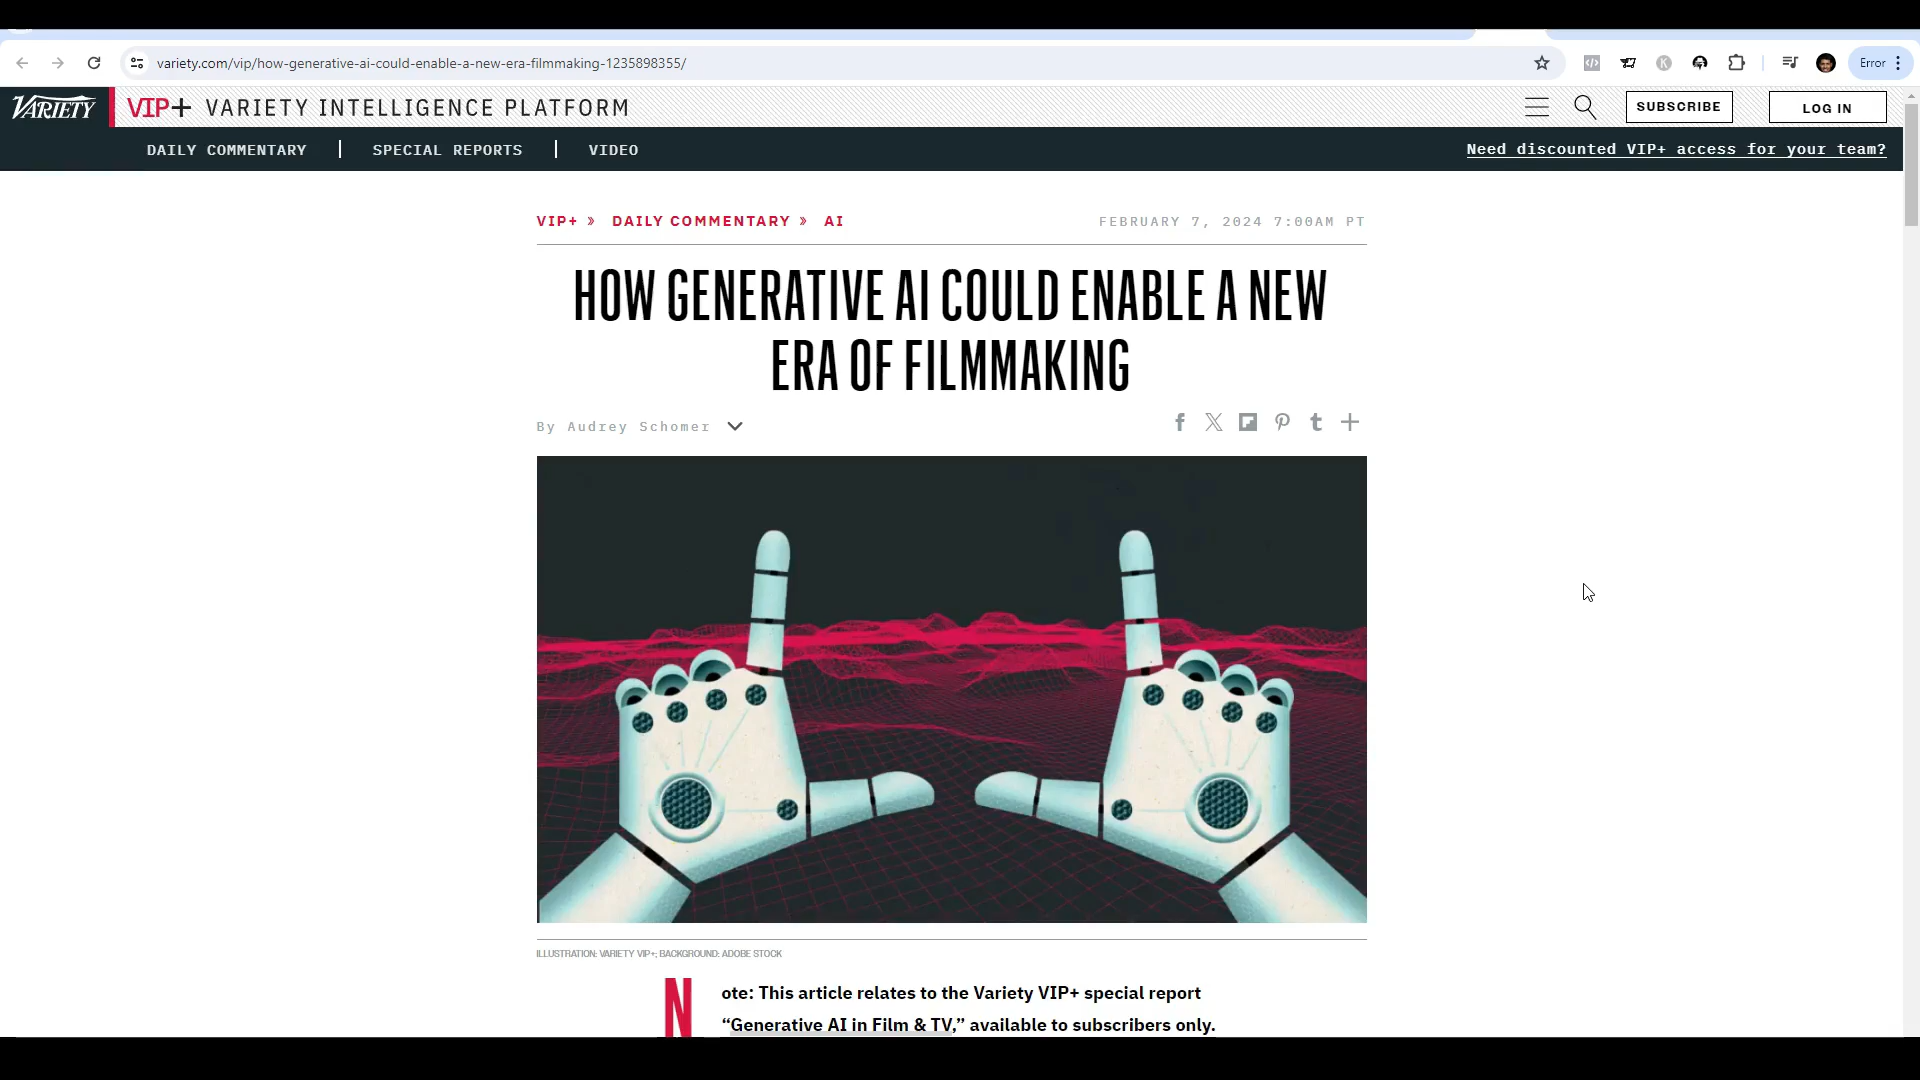 variety.com/vip/how-generative-ai-could-enable-a-new-era-filmmaking-1235898355/
Error
VARIETY
VIP+ VARIETY INTELLIGENCE PLATFORM
SUBSCRIBE
LOG IN
DAILY COMMENTARY | SPECIAL REPORTS | VIDEO
Need discounted VIP+ access for your team?
VIP+ » DAILY COMMENTARY » AI
FEBRUARY 7, 2024 7:00AM PT
HOW GENERATIVE AI COULD ENABLE A NEW
ERA OF FILMMAKING
By Audrey Schomer
ILLUSTRATION: VARIETY VIP+; BACKGROUND: ADOBE STOCK
Note: This article relates to the Variety VIP+ special report
“Generative AI in Film & TV,” available to subscribers only.